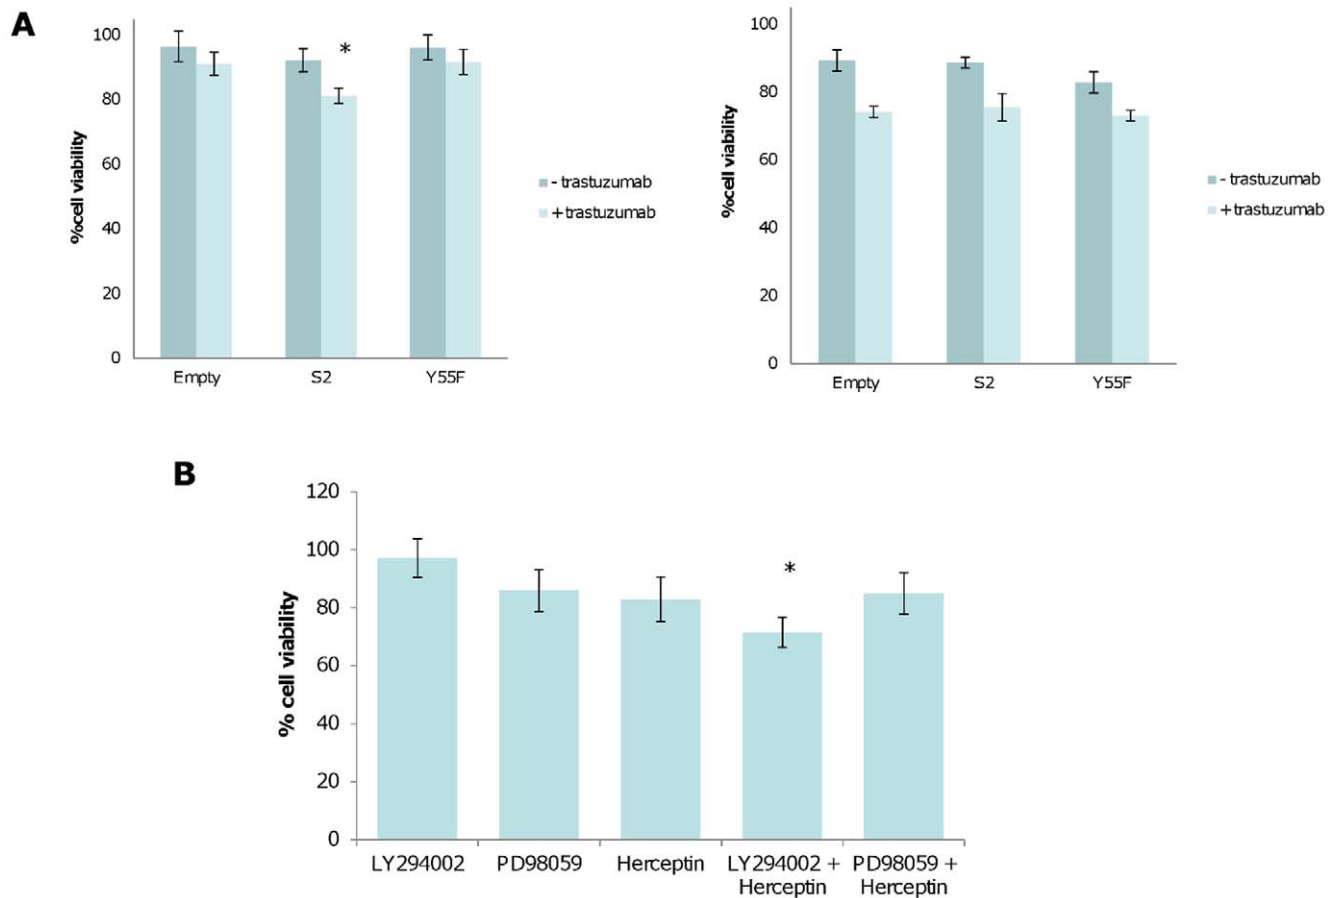 A
100
80
60
40
20
0
%cell viability
*
Empty
S2
Y55F
- trastuzumab
+ trastuzumab
100
80
60
40
20
0
%cell viability
Empty
S2
Y55F
- trastuzumab
+ trastuzumab
B
120
100
80
60
40
20
0
% cell viability
*
LY294002
PD98059
Herceptin
LY294002 +
Herceptin
PD98059 +
Herceptin